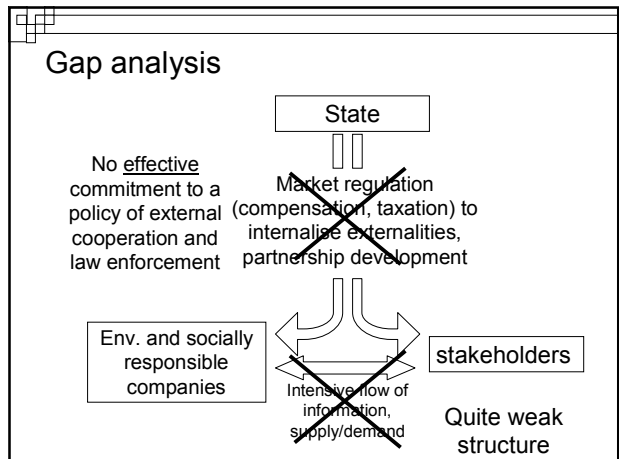 Gap analysis
State
No effective
commitment to a
policy of external
cooperation and
law enforcement
Market regulation
(compensation, taxation) to
internalise externalities,
partnership development
Env. and socially
responsible
companies
stakeholders
Intensive flow of
information,
supply/demand
Quite weak
structure